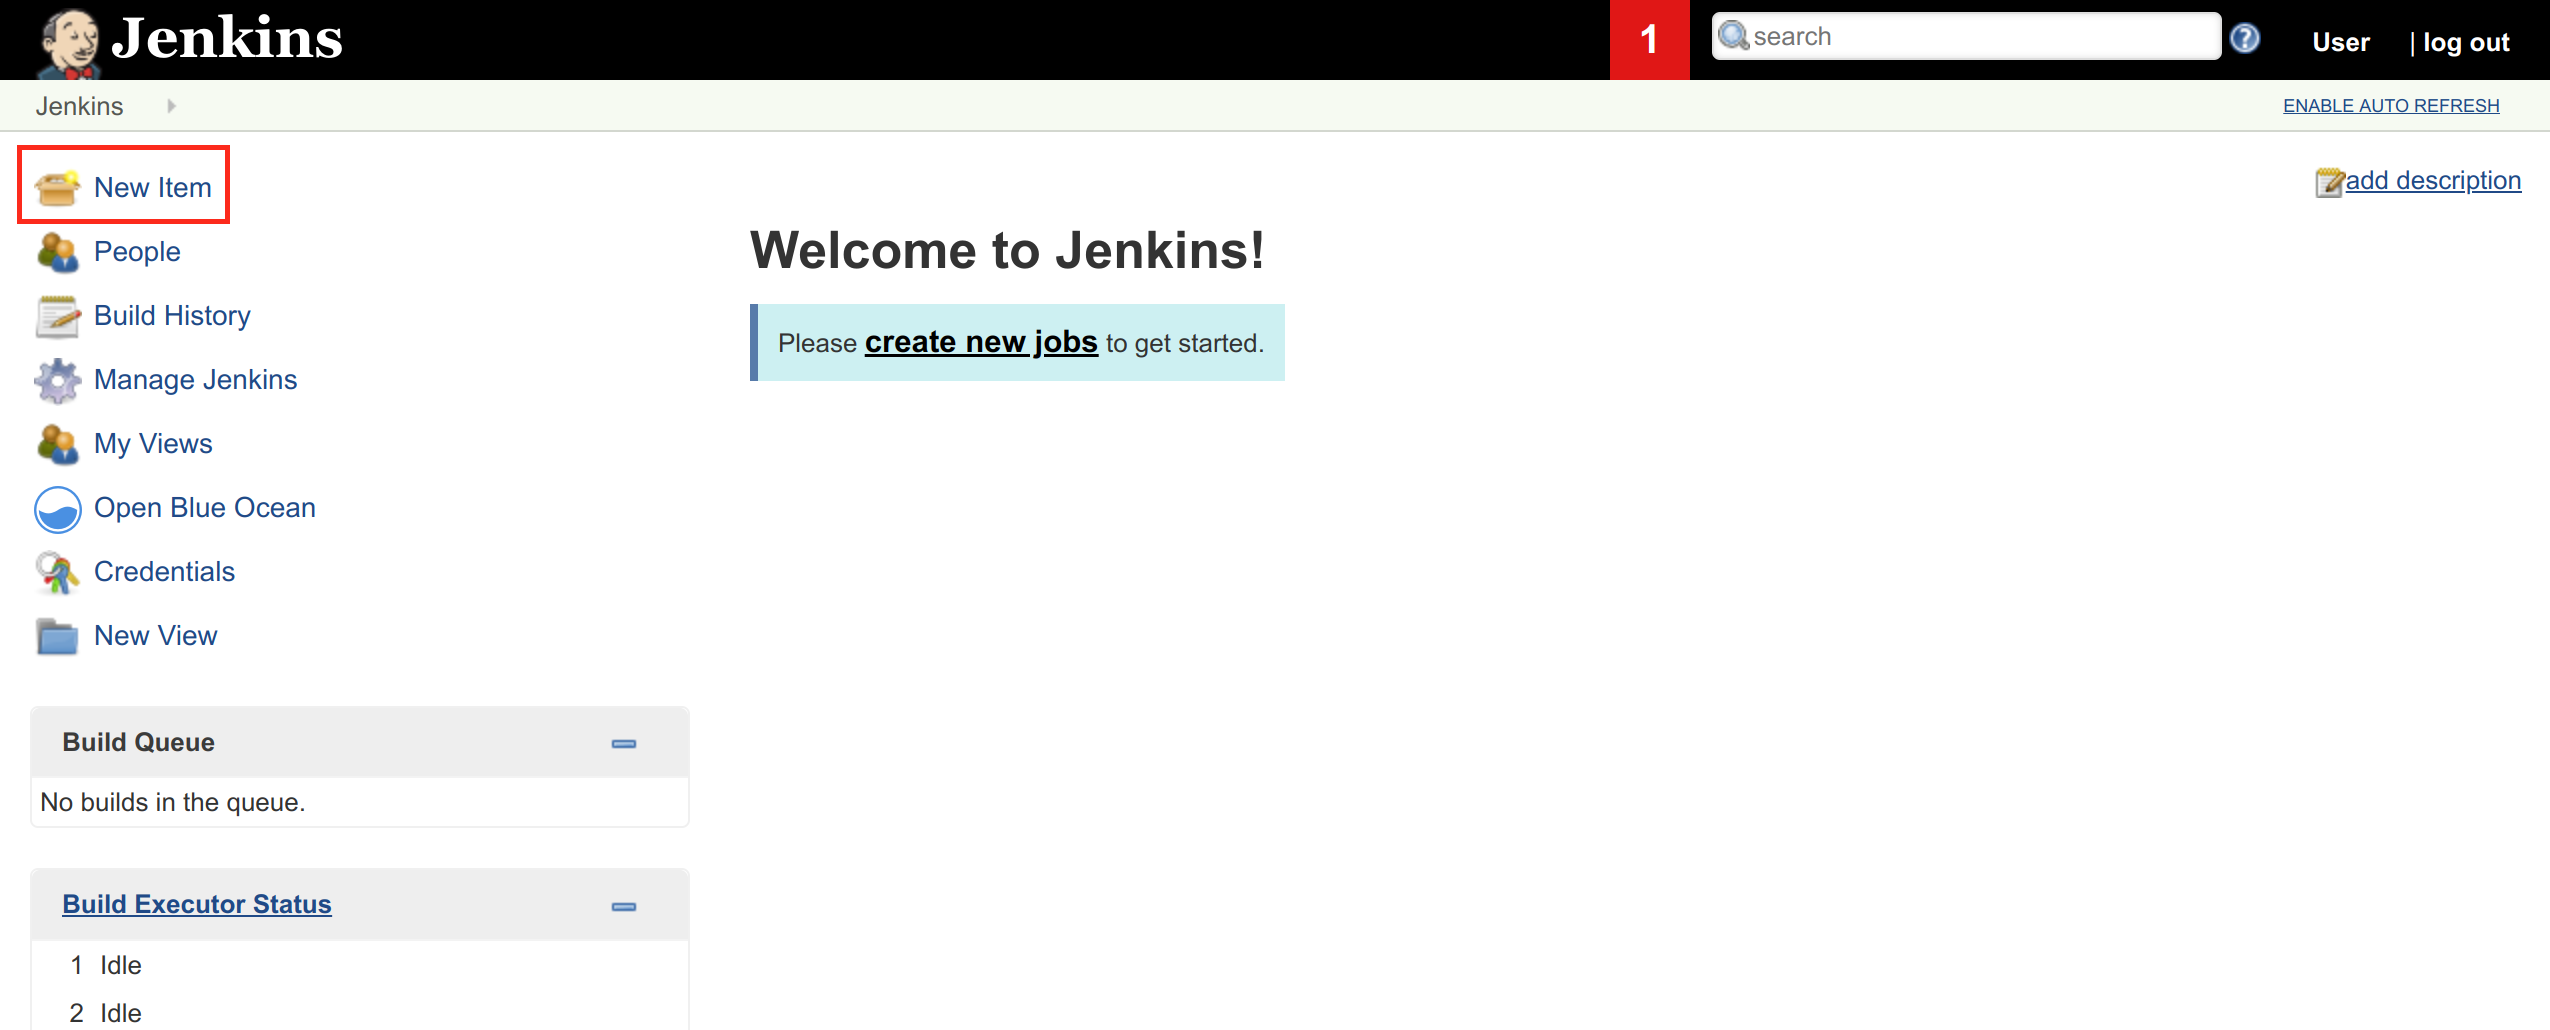 Jenkins
1
search
?
User
| log out
Jenkins
ENABLE AUTO REFRESH
New Item
add description
People
Welcome to Jenkins!
Build History
Please create new jobs to get started.
Manage Jenkins
My Views
Open Blue Ocean
Credentials
New View
Build Queue
No builds in the queue.
Build Executor Status
1 Idle
2 Idle